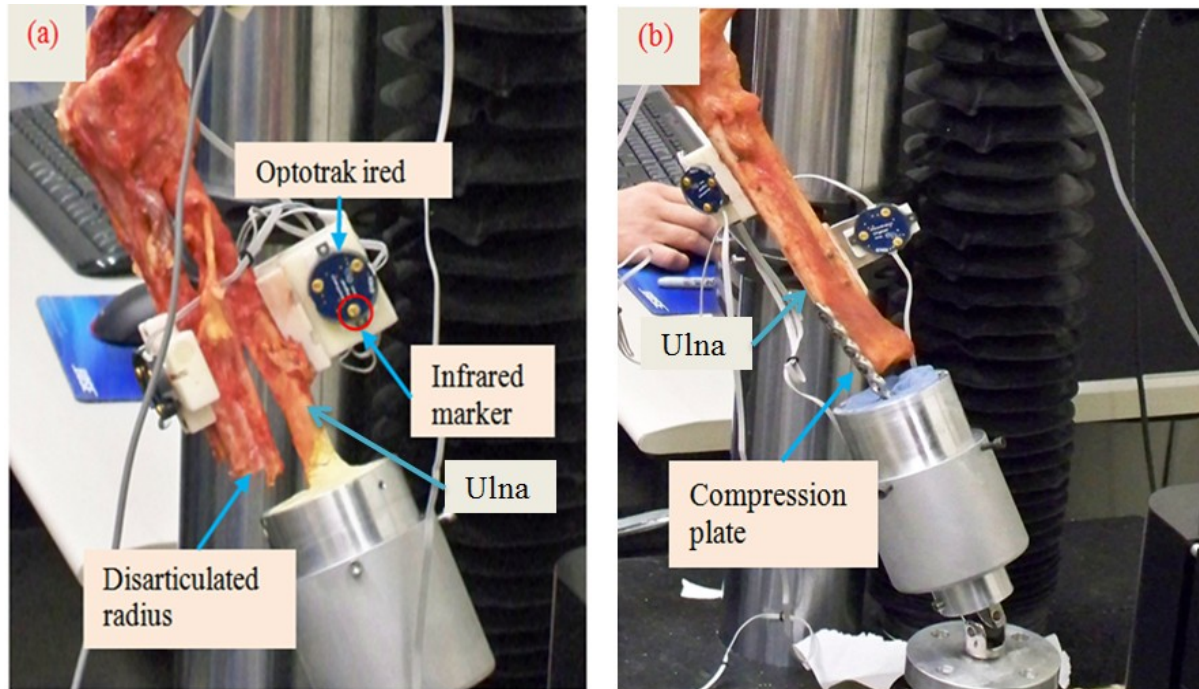 (a)
Optotrak ired
Infrared
marker
Ulna
Disarticulated
radius
(b)
Ulna
Compression
plate